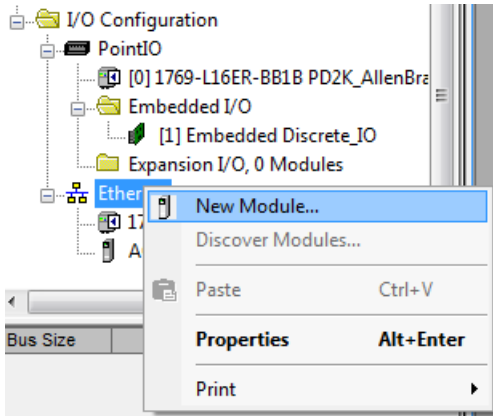 I/O Configuration
PointIO
[0] 1769-L16ER-BB1B PD2K_AllenBra
Embedded I/O
[1] Embedded Discrete_IO
Expansion I/O, 0 Modules
Ether
New Module...
17
Discover Modules...
A
Paste Ctrl+V
Bus Size
Properties Alt+Enter
Print